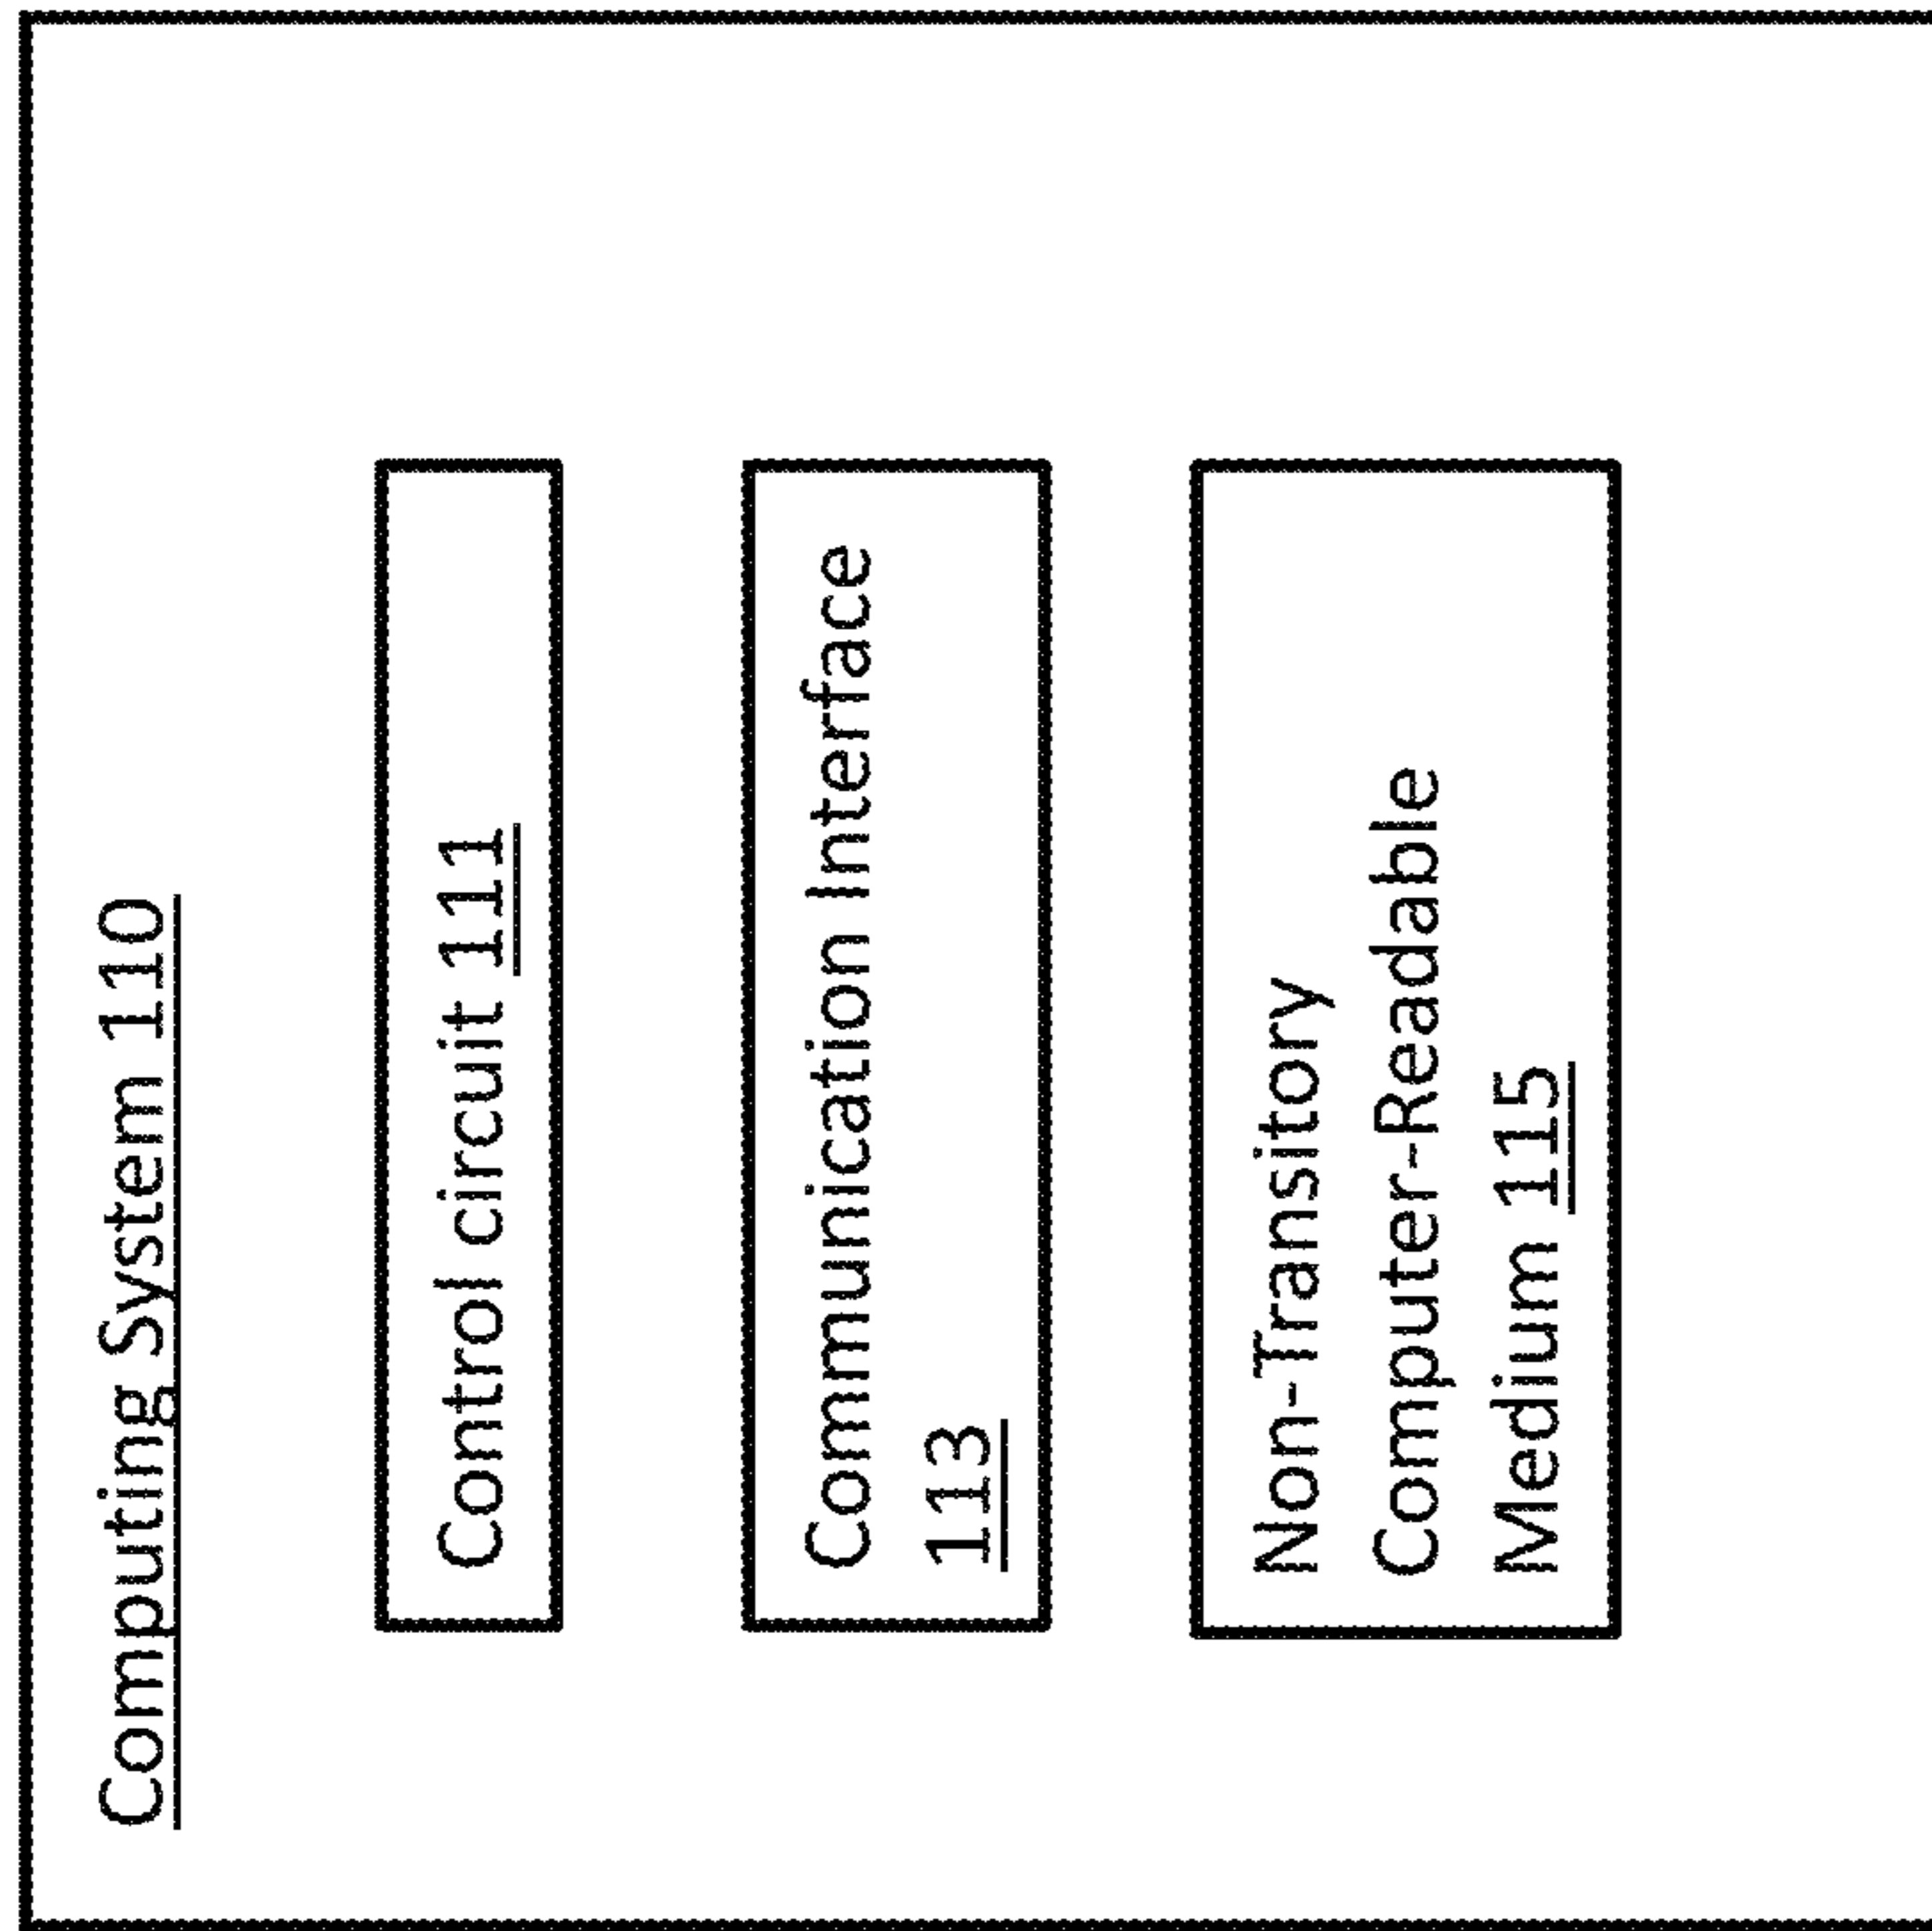 Computing System 110
Control circuit 111
Communication Interface
113
Non-Transitory
Computer-Readable
Medium 115